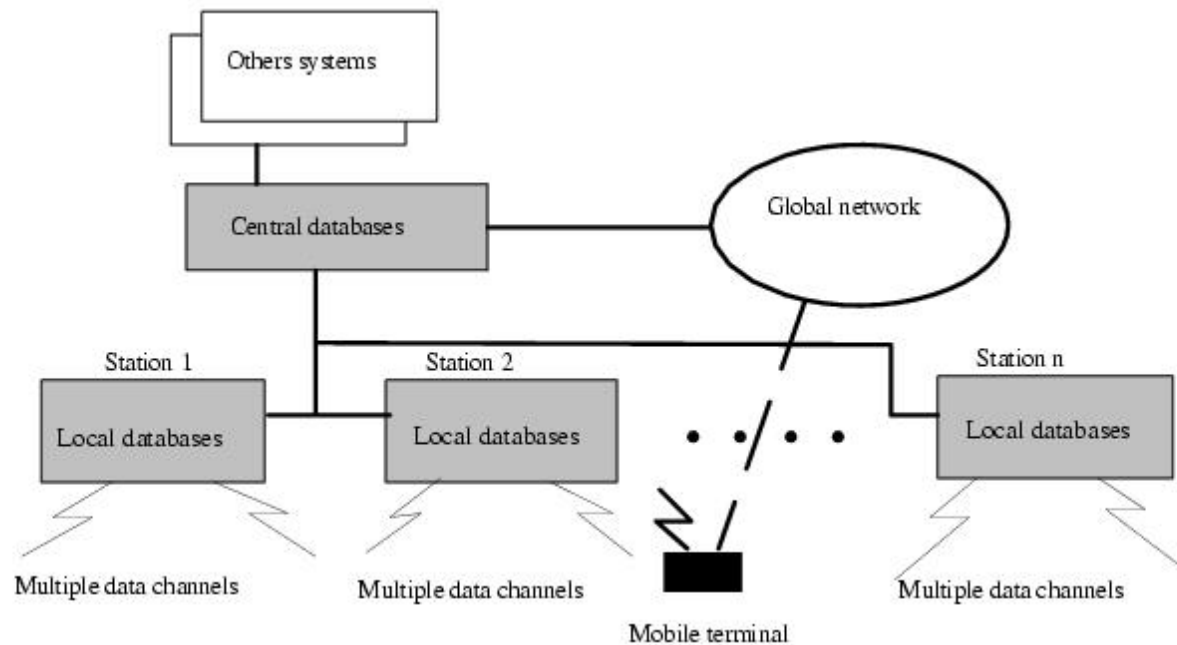 Others systems
Central databases
Global network
Station 1
Station 2
Station n
Local databases
Local databases
Local databases
Multiple data channels
Multiple data channels
Multiple data channels
Mobile terminal